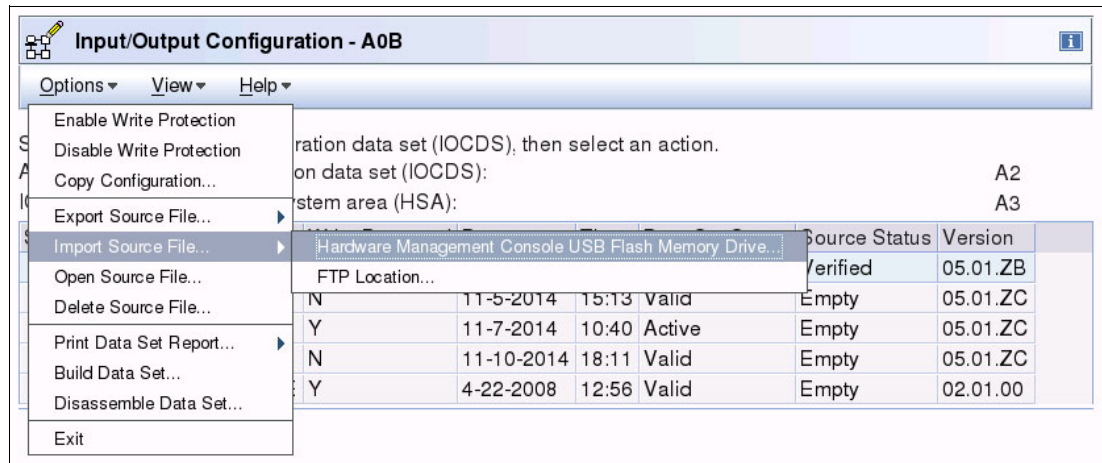 Input/Output Configuration - A0B
i
Options View Help
Enable Write Protection
Disable Write Protection
Copy Configuration...
Export Source File...
Import Source File...
Open Source File...
Delete Source File...
Print Data Set Report...
Build Data Set...
Disassemble Data Set...
Exit
Hardware Management Console USB Flash Memory Drive...
FTP Location...
ration data set (IOCDS), then select an action.
on data set (IOCDS): A2
stem area (HSA): A3
Source Status Version
Verified 05.01.ZB
N 11-5-2014 15:13 Valid Empty 05.01.ZC
Y 11-7-2014 10:40 Active Empty 05.01.ZC
N 11-10-2014 18:11 Valid Empty 05.01.ZC
Y 4-22-2008 12:56 Valid Empty 02.01.00